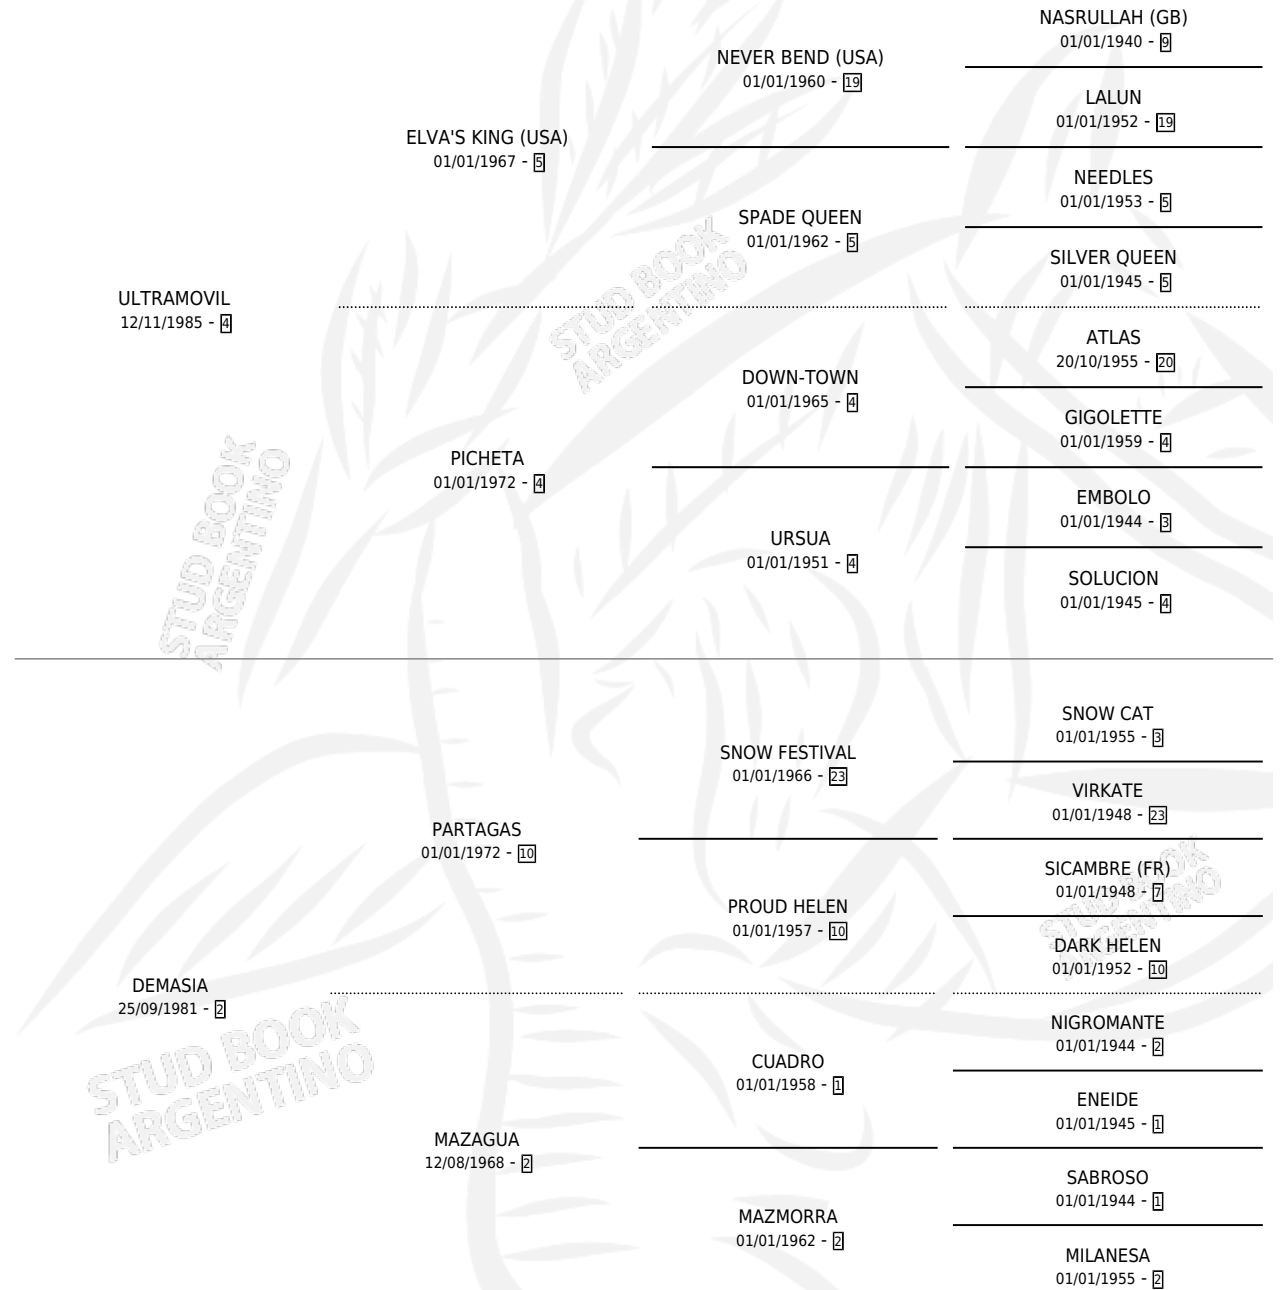 NASRULLAH (GB)
01/01/1940 - 9
NEVER BEND (USA)
01/01/1960 - 19
LALUN
01/01/1952 - 19
ELVA'S KING (USA)
01/01/1967 - 5
NEEDLES
01/01/1953 - 5
SPADE QUEEN
01/01/1962 - 5
SILVER QUEEN
01/01/1945 - 5
ULTRAMOVIL
12/11/1985 - 4
STUD BOOK
ARGENTINO
ATLAS
20/10/1955 - 20
DOWN-TOWN
01/01/1965 - 4
GIGOLETTE
01/01/1959 - 4
PICHETA
01/01/1972 - 4
EMBOLO
01/01/1944 - 3
URSUA
01/01/1951 - 4
SOLUCION
01/01/1945 - 4
STUD BOOK
ARGENTINO
SNOW CAT
01/01/1955 - 3
SNOW FESTIVAL
01/01/1966 - 23
VIRKATE
01/01/1948 - 23
PARTAGAS
01/01/1972 - 10
SICAMBRE (FR)
01/01/1948 - 7
PROUD HELEN
01/01/1957 - 10
DARK HELEN
01/01/1952 - 10
STUD BOOK
ARGENTINO
DEMASIA
25/09/1981 - 2
NIGROMANTE
01/01/1944 - 2
CUADRO
01/01/1958 - 1
ENEIDE
01/01/1945 - 1
STUD BOOK
ARGENTINO
MAZAGUA
12/08/1968 - 2
SABROSO
01/01/1944 - 1
MAZMORRA
01/01/1962 - 2
MILANESA
01/01/1955 - 2